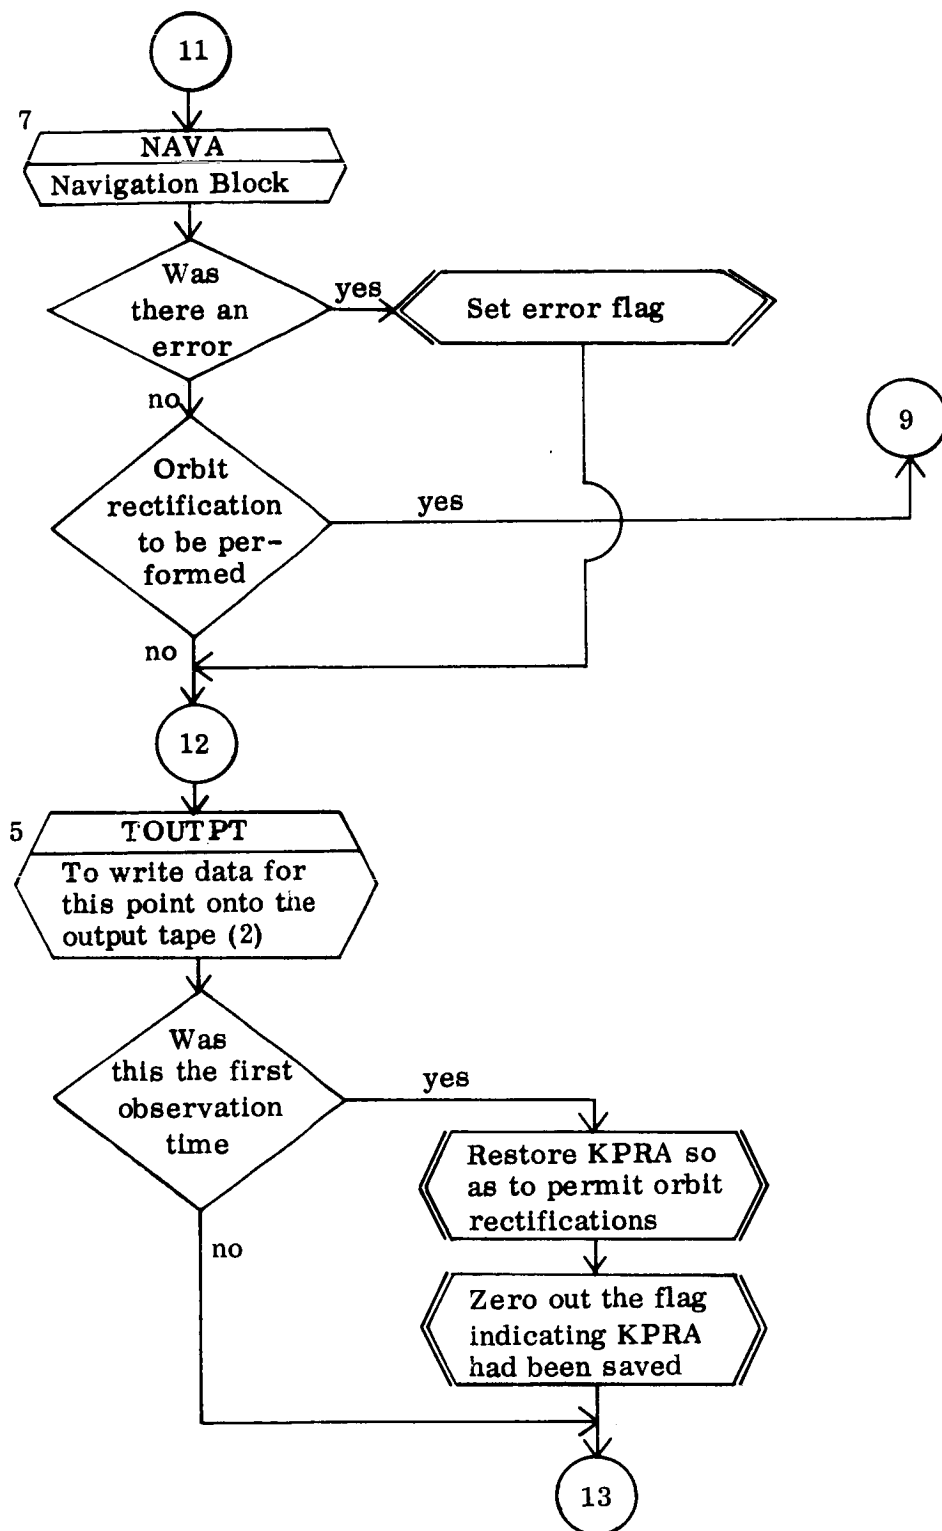 11
7
NAVA
Navigation Block
Was
there an
error
yes
Set error flag
no
9
Orbit
rectification
to be per-
formed
yes
no
12
5
TOUTPT
To write data for
this point onto the
output tape (2)
Was
this the first
observation
time
yes
Restore KPRA so
as to permit orbit
rectifications
no
Zero out the flag
indicating KPRA
had been saved
13